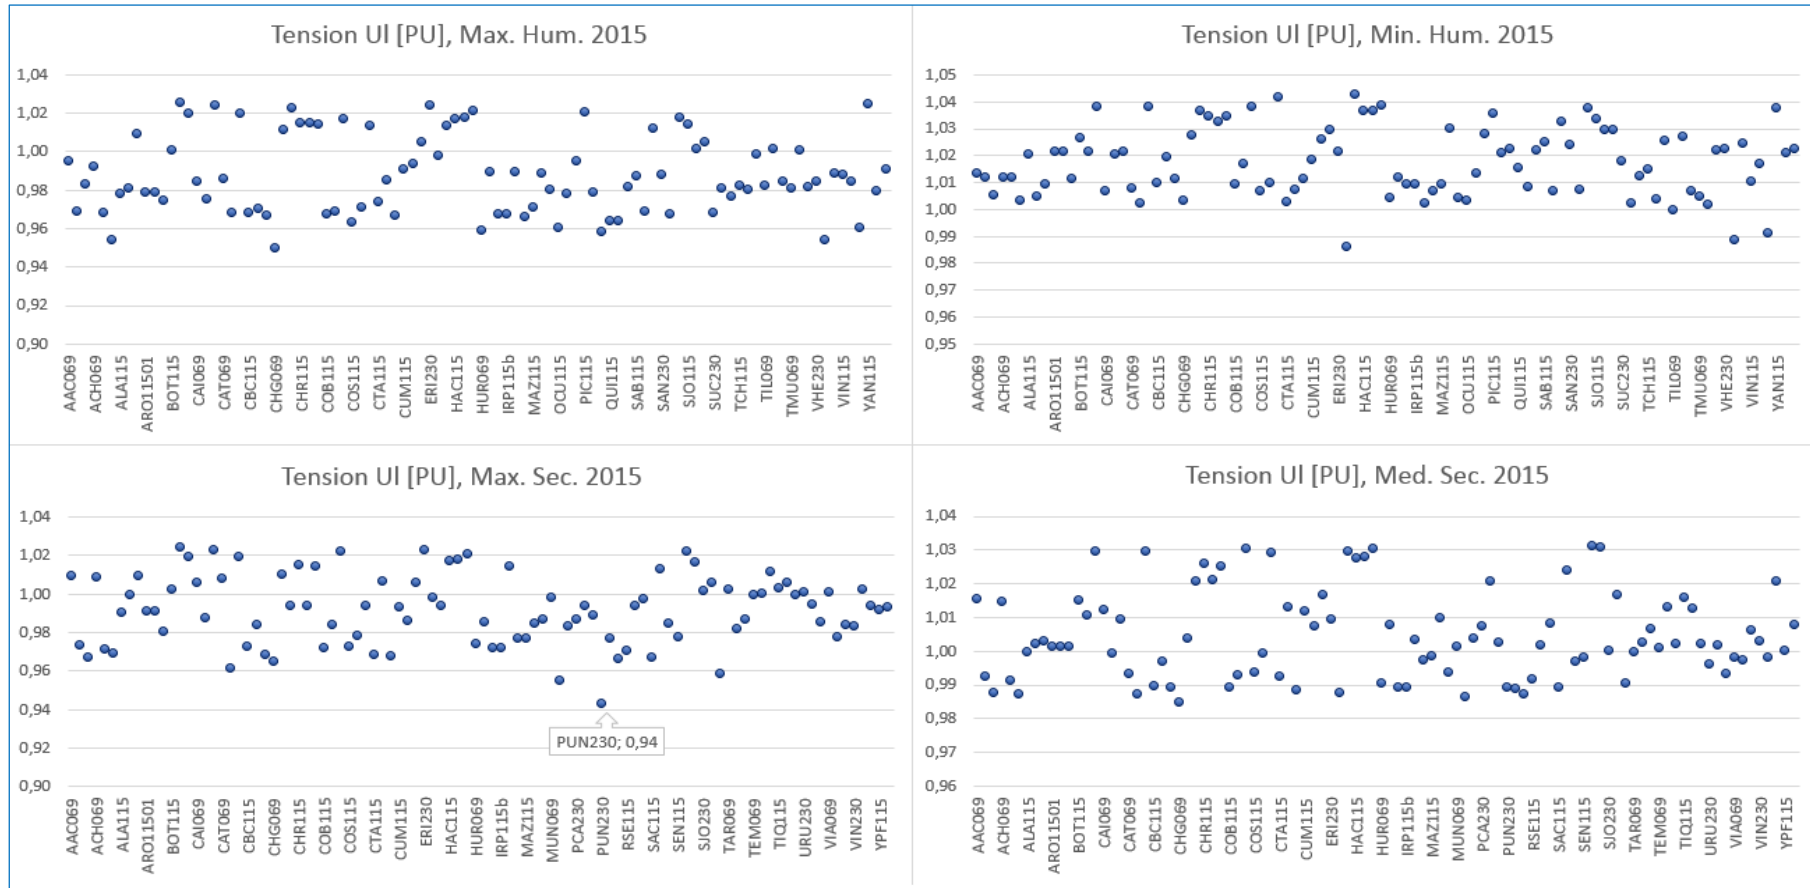 Tension Ul [PU], Max. Hum. 2015
1,04
1,02
1,00
0,98
0,96
0,94
0,92
0,90
AAC069
ACH069
ALA115
ARO11501
BOT115
CAI069
CAT069
CBC115
CHG069
CHR115
COB115
COS115
CTA115
CUM115
ERI230
HAC115
HUR069
IRP115b
MAZ115
OCU115
PIC115
QUI115
SAB115
SAN230
SJO115
SUC230
TCH115
TIL069
TMU069
VHE230
VIN115
YAN115
Tension Ul [PU], Min. Hum. 2015
1,05
1,04
1,03
1,02
1,01
1,00
0,99
0,98
0,97
0,96
0,95
AAC069
ACH069
ALA115
ARO11501
BOT115
CAI069
CAT069
CBC115
CHG069
CHR115
COB115
COS115
CTA115
CUM115
ERI230
HAC115
HUR069
IRP115b
MAZ115
OCU115
PIC115
QUI115
SAB115
SAN230
SJO115
SUC230
TCH115
TIL069
TMU069
VHE230
VIN115
YAN115
Tension Ul [PU], Max. Sec. 2015
1,04
1,02
1,00
0,98
0,96
0,94
0,92
0,90
PUN230; 0,94
AAC069
ACH069
ALA115
ARO11501
BOT115
CAI069
CAT069
CBC115
CHG069
CHR115
COB115
COS115
CTA115
CUM115
ERI230
HAC115
HUR069
IRP115b
MAZ115
MUN069
PCA230
PUN230
RSE115
SAC115
SEN115
SJO230
TAR069
TEM069
TIQ115
URU230
VIA069
VIN230
YPF115
Tension Ul [PU], Med. Sec. 2015
1,04
1,03
1,02
1,01
1,00
0,99
0,98
0,97
0,96
AAC069
ACH069
ALA115
ARO11501
BOT115
CAI069
CAT069
CBC115
CHG069
CHR115
COB115
COS115
CTA115
CUM115
ERI230
HAC115
HUR069
IRP115b
MAZ115
MUN069
PCA230
PUN230
RSE115
SAC115
SEN115
SJO230
TAR069
TEM069
TIQ115
URU230
VIA069
VIN230
YPF115